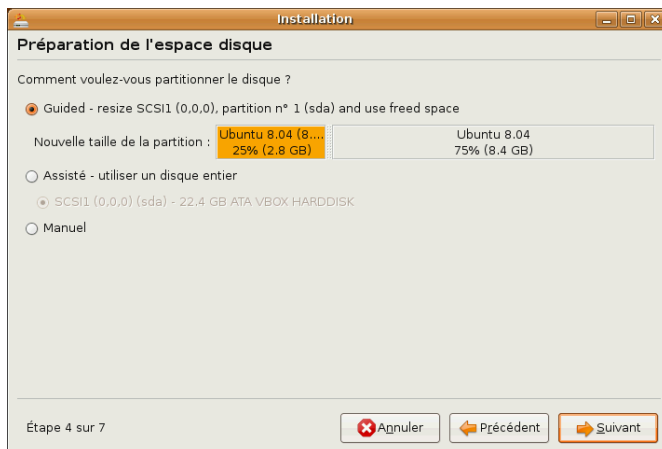 Installation
Préparation de l'espace disque
Comment voulez-vous partitionner le disque ?
Guided - resize SCSI1 (0,0,0), partition n° 1 (sda) and use freed space
Nouvelle taille de la partition :
Ubuntu 8.04 (8....
25% (2.8 GB)
Ubuntu 8.04
75% (8.4 GB)
Assisté - utiliser un disque entier
SCSI1 (0,0,0) (sda) - 22.4 GB ATA VBOX HARDDISK
Manuel
Étape 4 sur 7
Annuler
Précédent
Suivant